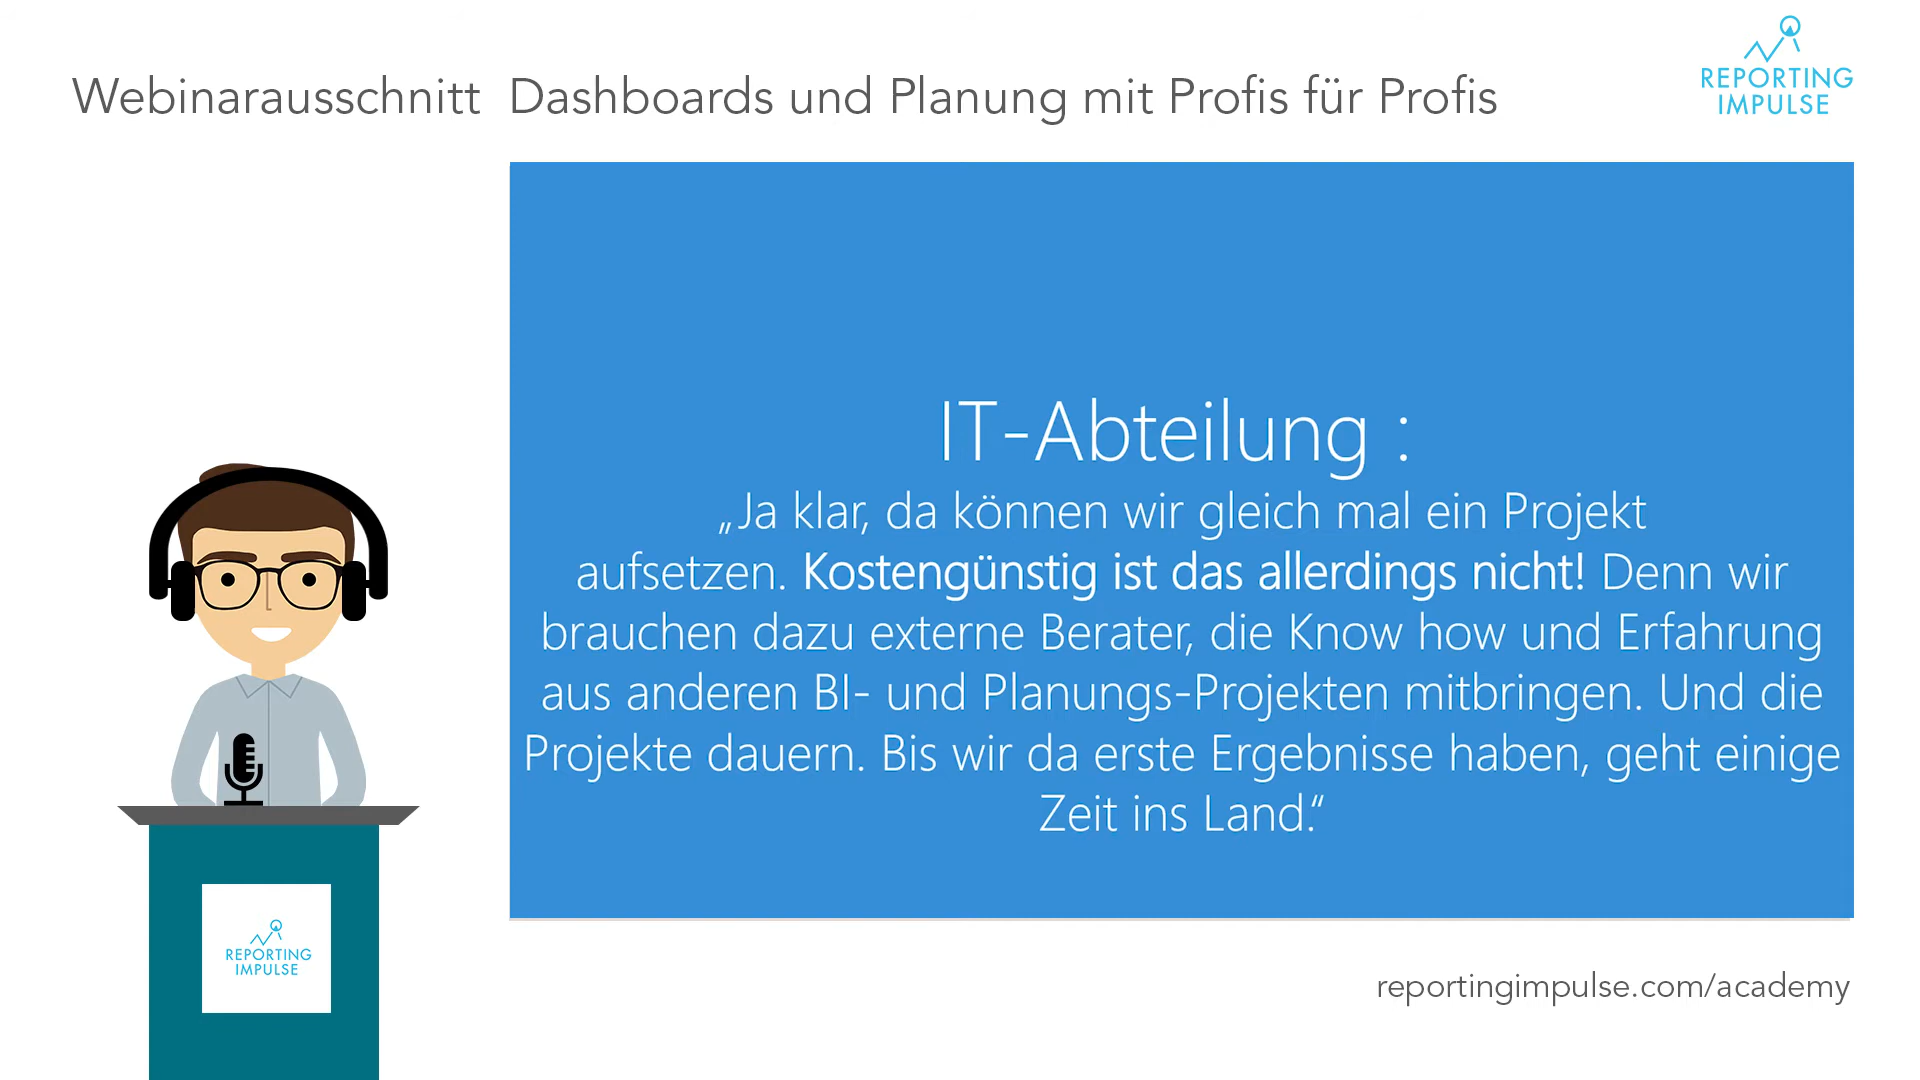 Webinarausschnitt Dashboards und Planung mit Profis für Profis
REPORTING
IMPULSE
IT-Abteilung :
„Ja klar, da können wir gleich mal ein Projekt
aufsetzen. Kostengünstig ist das allerdings nicht! Denn wir
brauchen dazu externe Berater, die Know how und Erfahrung
aus anderen BI- und Planungs-Projekten mitbringen. Und die
Projekte dauern. Bis wir da erste Ergebnisse haben, geht einige
Zeit ins Land.“
REPORTING
IMPULSE
reportingimpulse.com/academy